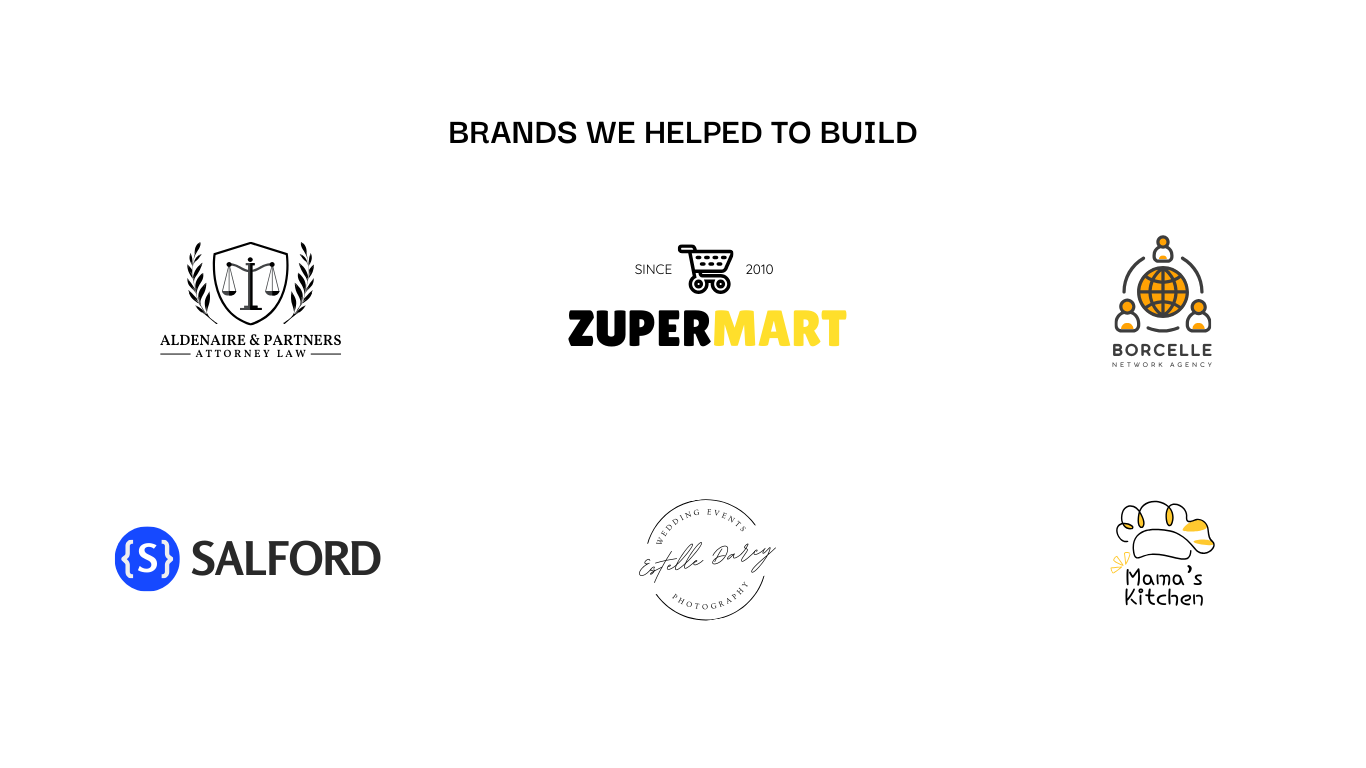 BRANDS WE HELPED TO BUILD
ALDENAIRE & PARTNERS
ATTORNEY LAW
SINCE 2010
ZUPERMART
BORCELLE
NETWORK AGENCY
{S} SALFORD
WEDDING EVENTS
Estelle Darcy
PHOTOGRAPHY
Mama's
Kitchen